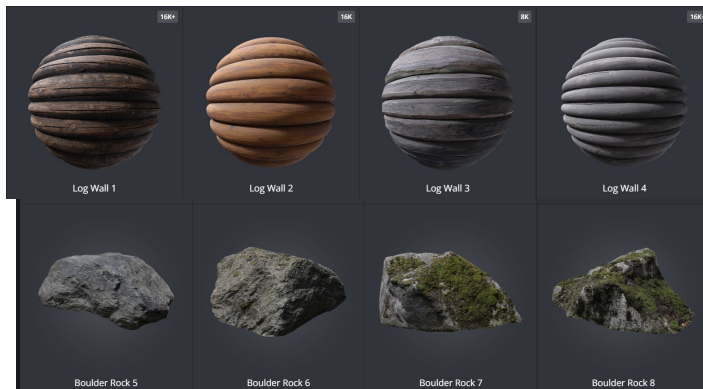 16K+
16K
8K
16K+
Log Wall 1
Log Wall 2
Log Wall 3
Log Wall 4
Boulder Rock 5
Boulder Rock 6
Boulder Rock 7
Boulder Rock 8